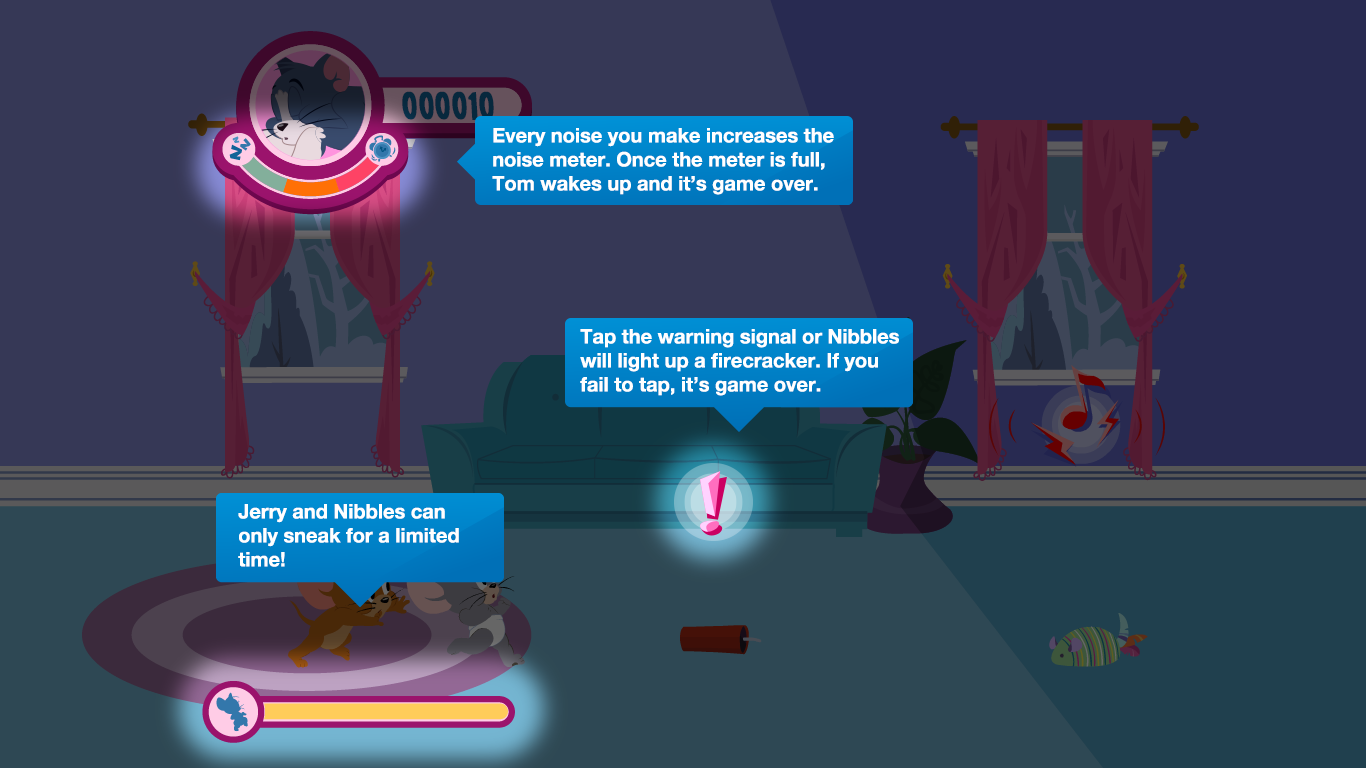 000010
Every noise you make increases the
noise meter. Once the meter is full,
Tom wakes up and it's game over.
Tap the warning signal or Nibbles
will light up a firecracker. If you
fail to tap, it's game over.
Jerry and Nibbles can
only sneak for a limited
time!